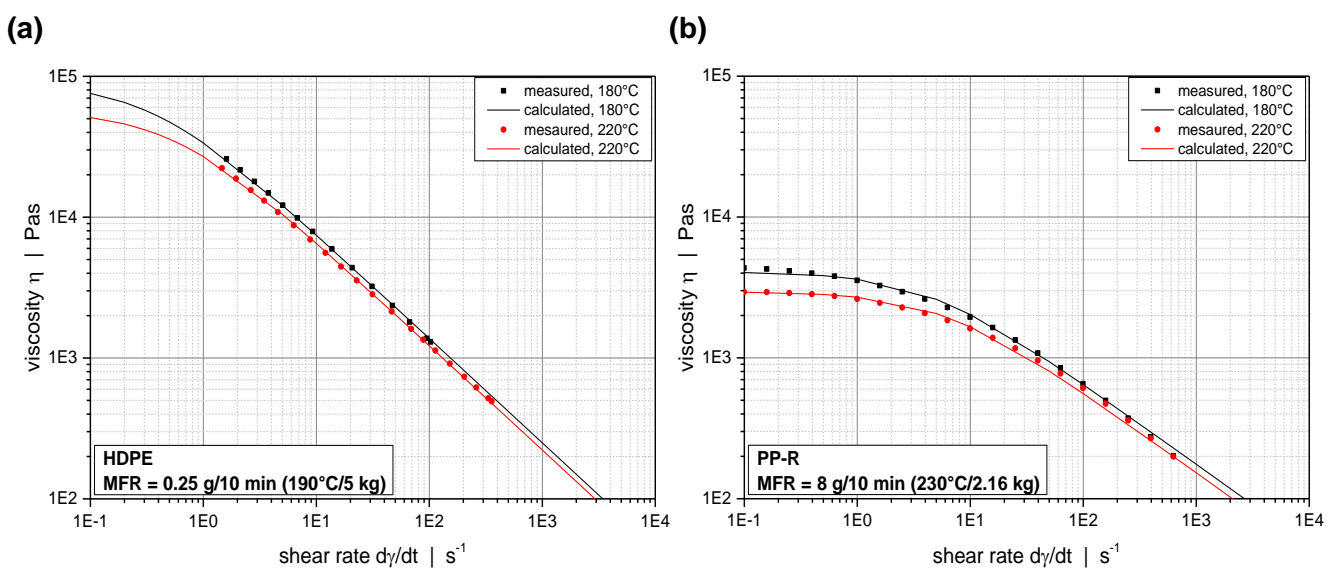 (a)
1E5
1E4
1E3
1E2
viscosity η | Pas
measured, 180°C
calculated, 180°C
mesaured, 220°C
calculated, 220°C
HDPE
MFR = 0.25 g/10 min (190°C/5 kg)
1E-1 1E0 1E1 1E2 1E3 1E4
shear rate dγ/dt | s⁻¹
(b)
1E5
1E4
1E3
1E2
viscosity η | Pas
measured, 180°C
calculated, 180°C
mesaured, 220°C
calculated, 220°C
PP-R
MFR = 8 g/10 min (230°C/2.16 kg)
1E-1 1E0 1E1 1E2 1E3 1E4
shear rate dγ/dt | s⁻¹